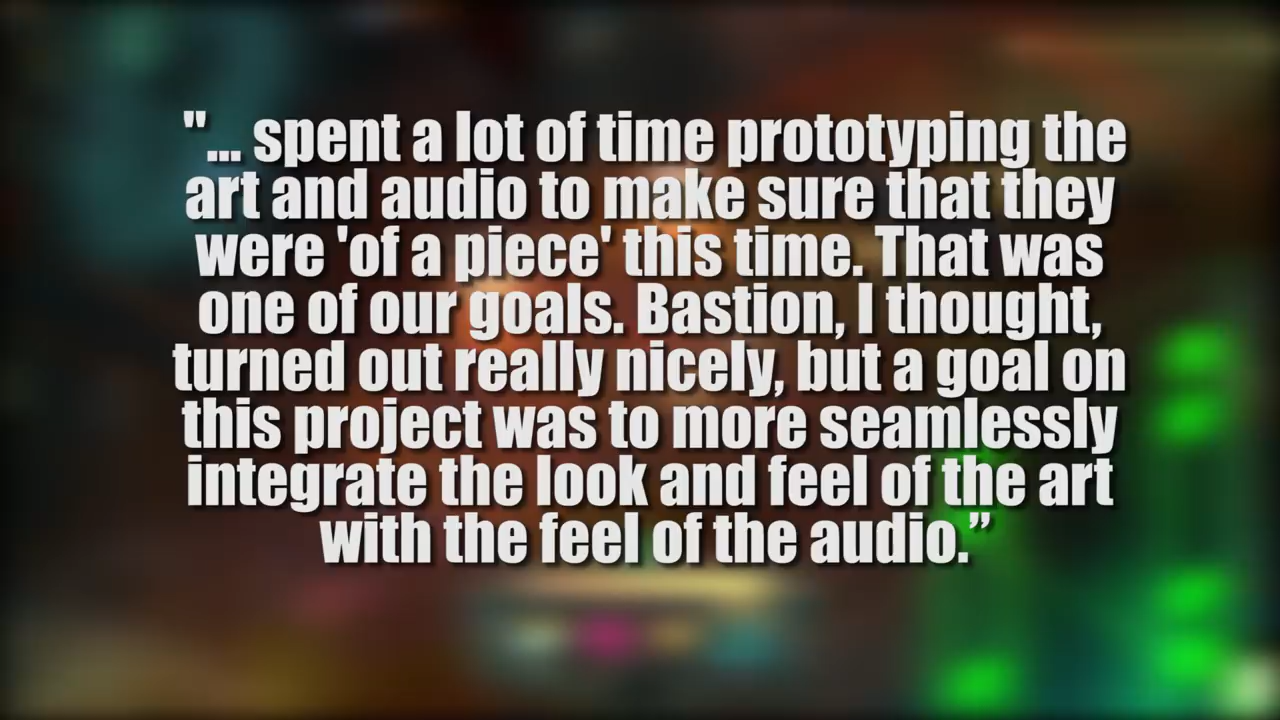 "... spent a lot of time prototyping the
art and audio to make sure that they
were 'of a piece' this time. That was
one of our goals. Bastion, I thought,
turned out really nicely, but a goal on
this project was to more seamlessly
integrate the look and feel of the art
with the feel of the audio.”